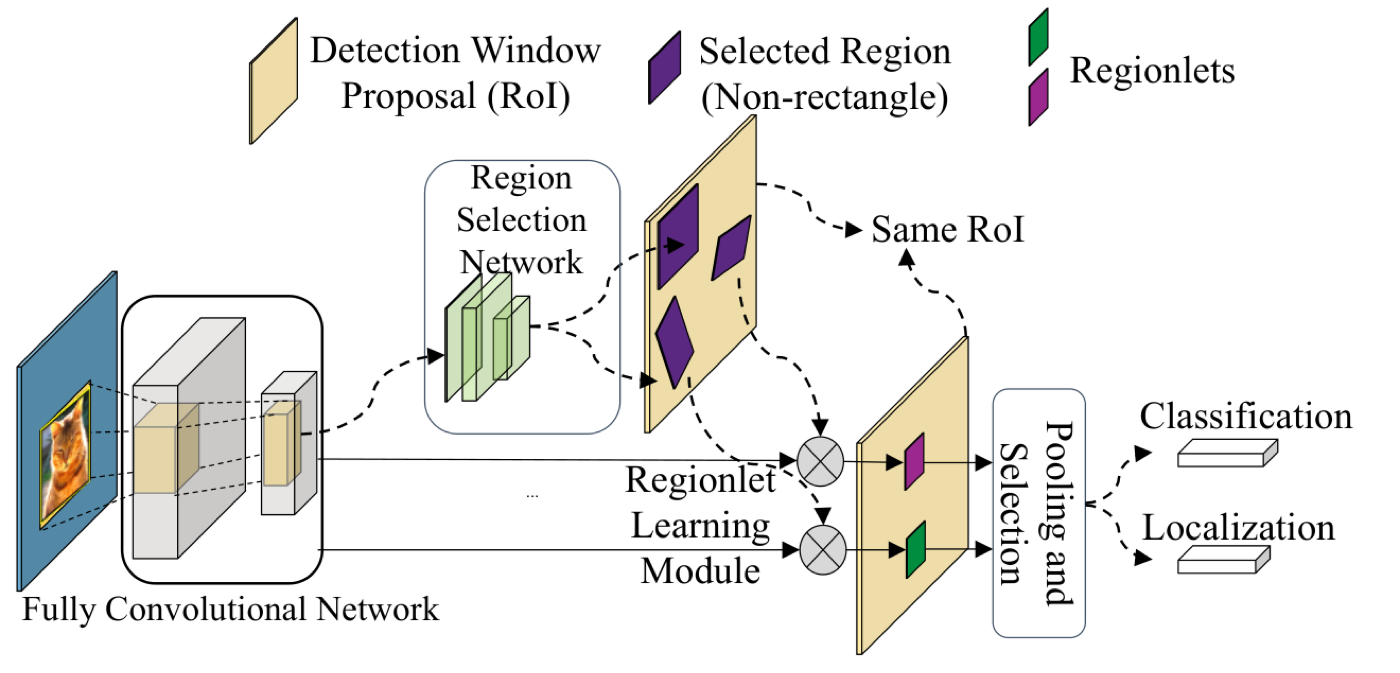 Detection Window
Proposal (RoI)
Selected Region
(Non-rectangle)
Regionlets
Region
Selection
Network
Same RoI
Regionlet
Learning
Module
...
Pooling and
Selection
Classification
Localization
Fully Convolutional Network